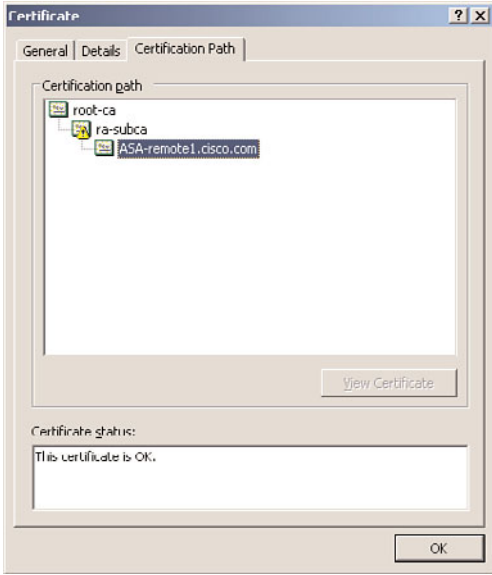 Certificate
General Details Certification Path
Certification path
root-ca
ra-subca
ASA-remote1.cisco.com
View Certificate
Certificate status:
This certificate is OK.
OK